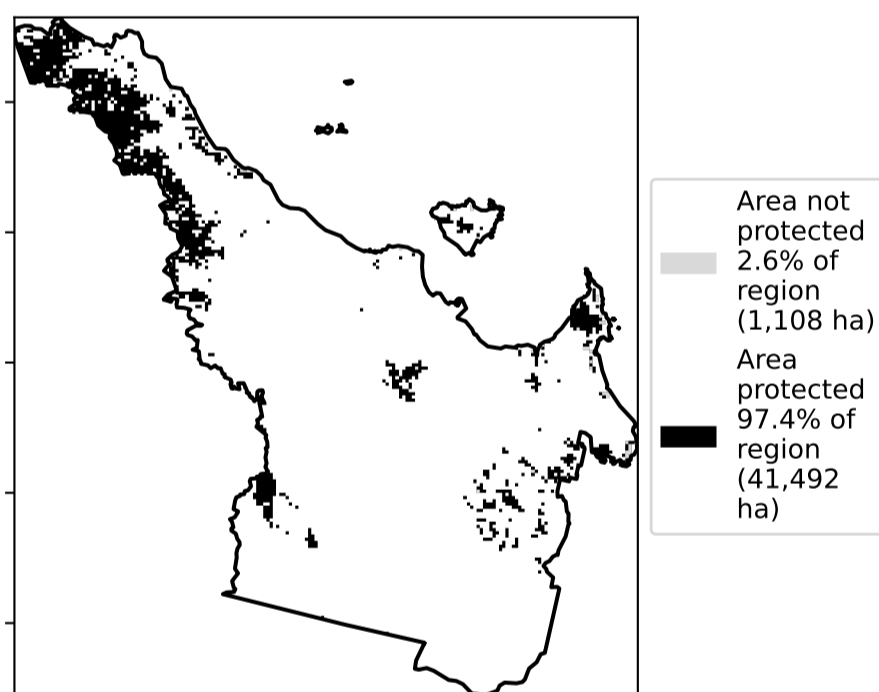 Area not
protected
2.6% of
region
(1,108 ha)
Area
protected
97.4% of
region
(41,492
ha)